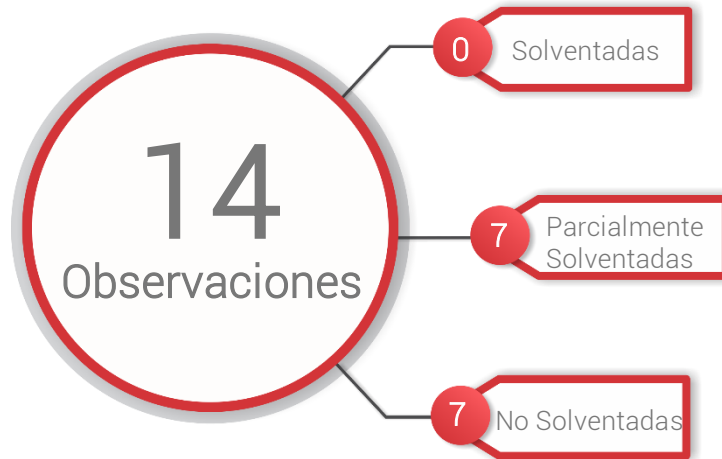 14
Observaciones
0
Solventadas
7
Parcialmente
Solventadas
7
No Solventadas